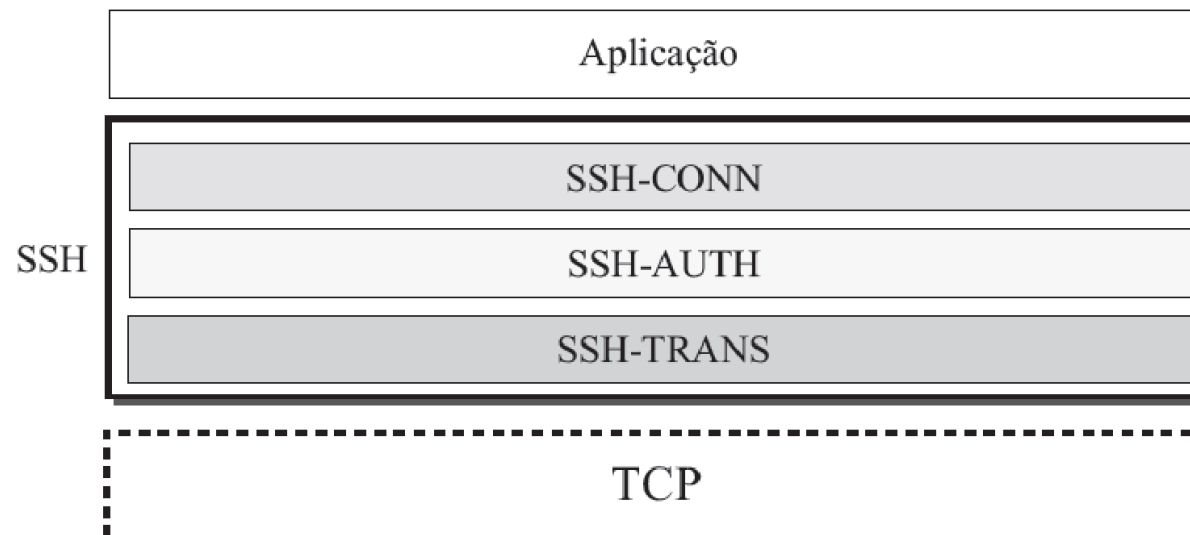 Aplicação
SSH-CONN
SSH
SSH-AUTH
SSH-TRANS
TCP